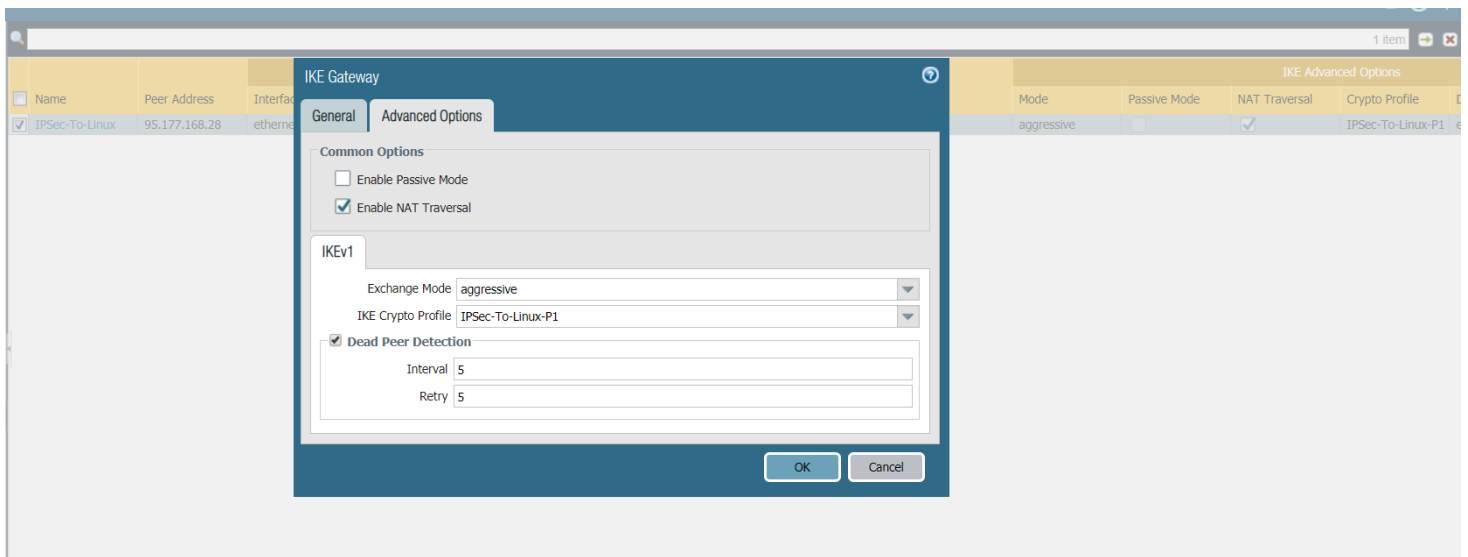 1 item
IKE Advanced Options
Name Peer Address Interfac Mode Passive Mode NAT Traversal Crypto Profile D
IPSec-To-Linux 95.177.168.28 etherne aggressive IPSec-To-Linux-P1 e
IKE Gateway
General Advanced Options
Common Options
Enable Passive Mode
Enable NAT Traversal
IKEv1
Exchange Mode aggressive
IKE Crypto Profile IPSec-To-Linux-P1
Dead Peer Detection
Interval 5
Retry 5
OK Cancel